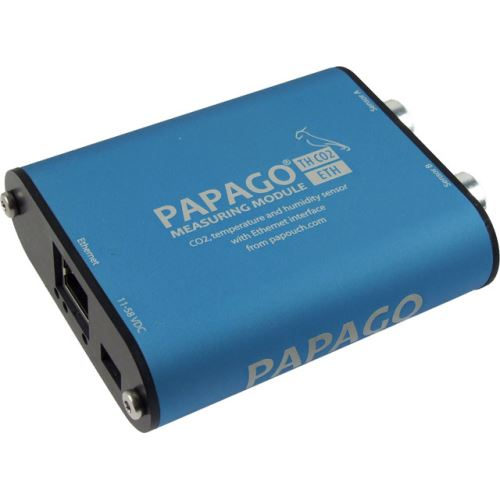 Sensor A
Sensor B
PAPAGO®
TH CO2
ETH
MEASURING MODULE
CO2, temperature and humidity sensor
with Ethernet interface
from papouch.com
Ethernet
11-58 VDC
PAPAGO